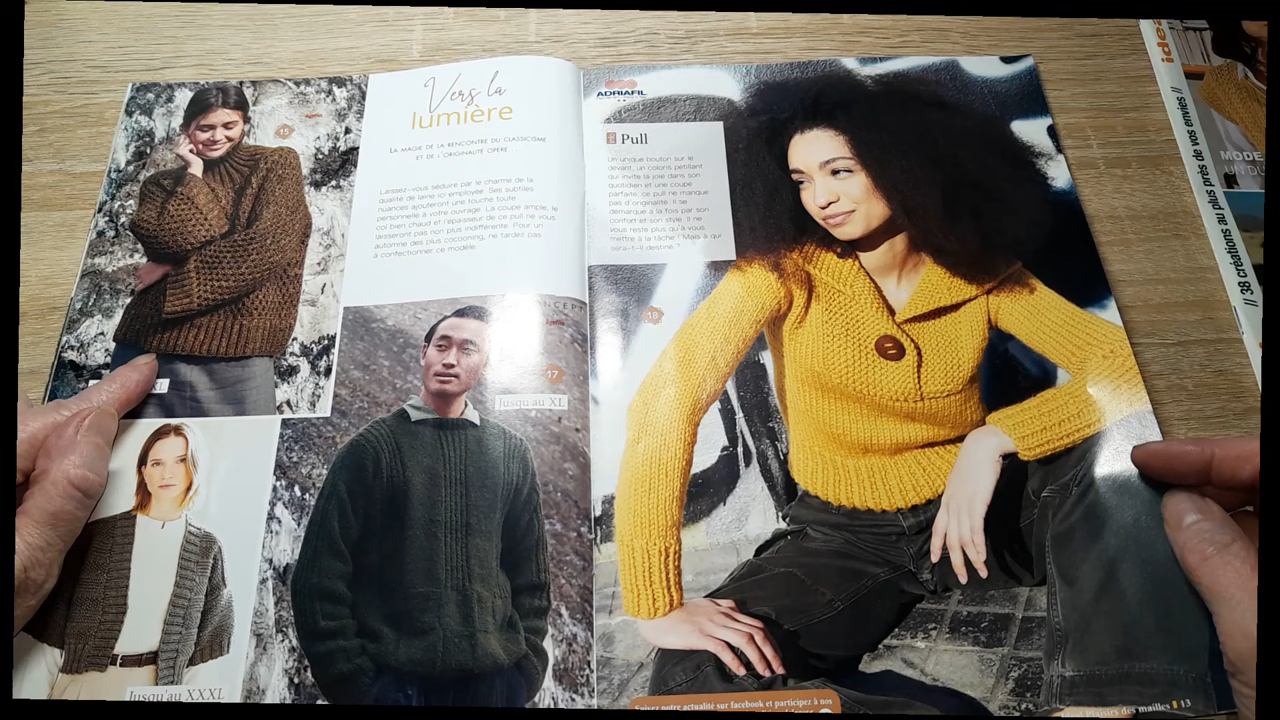 Vers la
lumière
La magie de la rencontre du classicisme
et de l'originalité opère
Laissez-vous séduire par le charme de la
qualité de laine ici employée. Ses subtiles
nuances ajouteront une touche toute
personnelle à votre ouvrage. La coupe ample, le
col bien chaud et l'épaisseur de ce pull ne vous
laisseront pas non plus indifférente. Pour un
automne des plus cocooning, ne tardez pas
à confectionner ce modèle.
15
XL
Jusqu'au XXXL
17
Jusqu'au XL
ADRIAFIL
Pull
Un unique bouton sur le
devant, un coloris pétillant
qui invite la joie dans son
quotidien et une coupe
parfaite, ce pull ne manque
pas d'originalité. Il se
démarque à la fois par son
confort et son style. Il ne
vous reste plus qu'à vous
mettre à la tâche ! Mais à qui
sera-t-il destiné ?
18
Suivez notre actualité sur facebook et participez à nos
Plaisirs des mailles 13
idéa
// 38 créations au plus près de vos envies //
MODE
UN DU